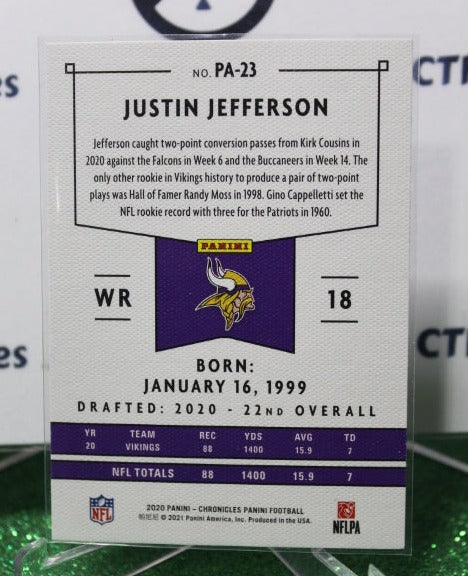 NO. PA-23
JUSTIN JEFFERSON
Jefferson caught two-point conversion passes from Kirk Cousins in
2020 against the Falcons in Week 6 and the Buccaneers in Week 14. The
only other rookie in Vikings history to produce a pair of two-point
plays was Hall of Famer Randy Moss in 1998. Gino Cappelletti set the
NFL rookie record with three for the Patriots in 1960.
PANINI
WR 18
BORN:
JANUARY 16, 1999
DRAFTED: 2020 - 22ND OVERALL
YR TEAM REC YDS AVG TD
20 VIKINGS 88 1400 15.9 7
NFL TOTALS 88 1400 15.9 7
NFL
2020 PANINI - CHRONICLES PANINI FOOTBALL
帕尼尼 © 2021 Panini America, Inc. Produced in the USA.
NFLPA